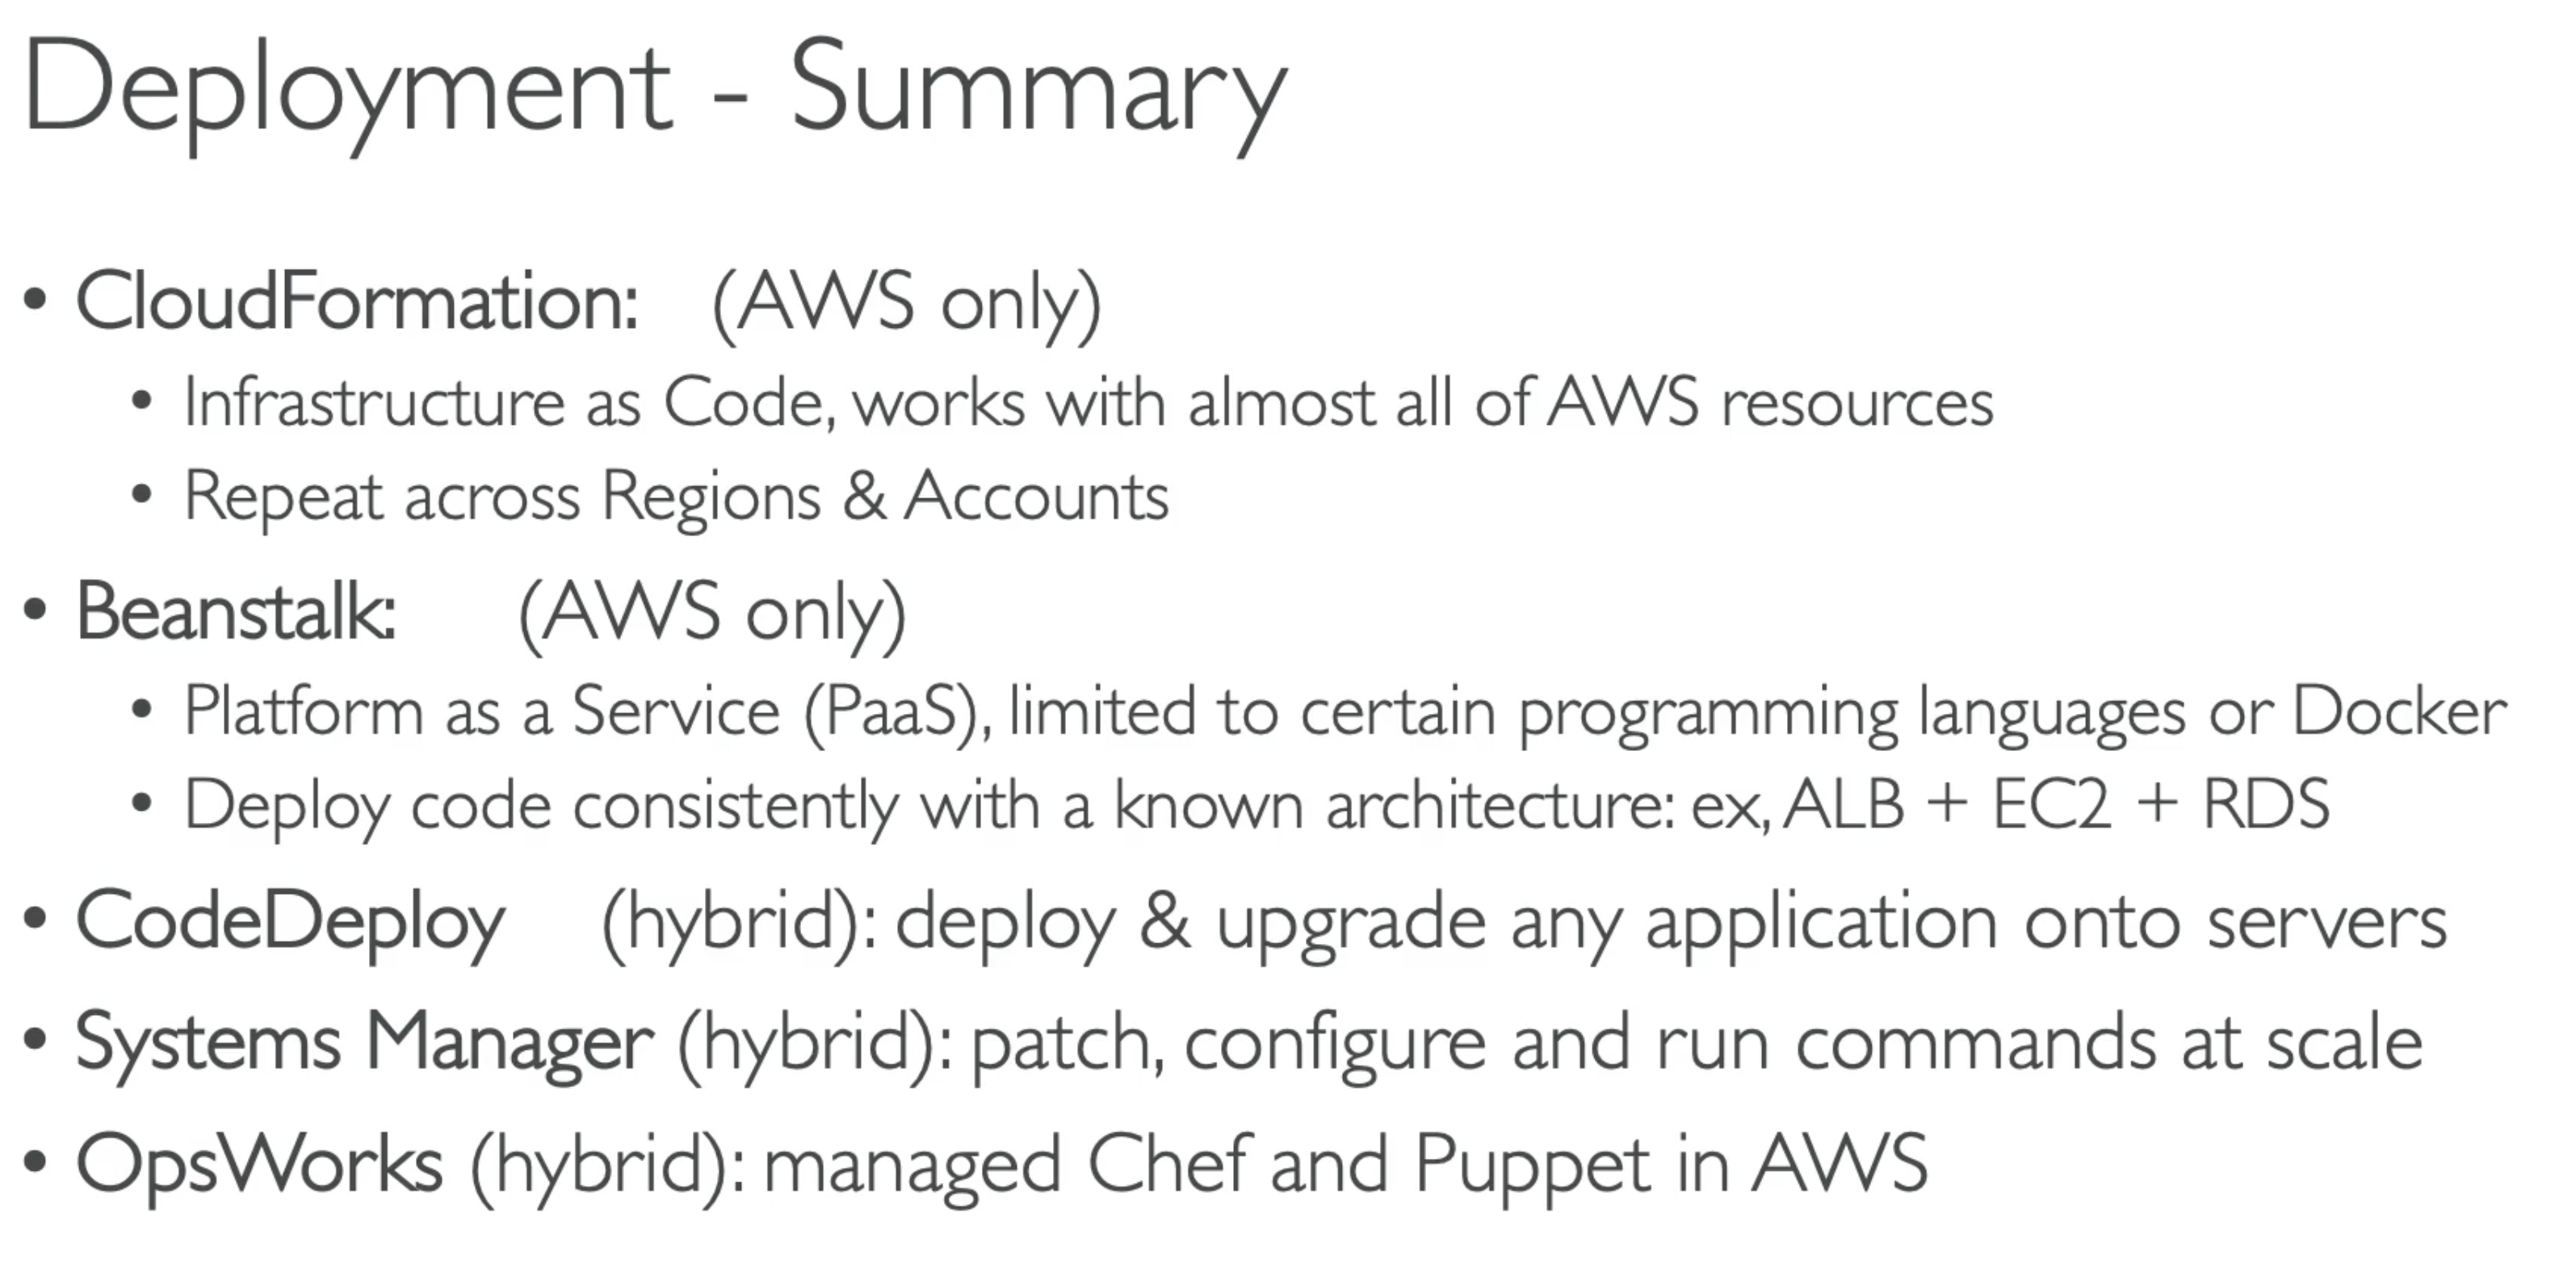 Deployment - Summary
• CloudFormation: (AWS only)
• Infrastructure as Code, works with almost all of AWS resources
• Repeat across Regions & Accounts
• Beanstalk: (AWS only)
• Platform as a Service (PaaS), limited to certain programming languages or Docker
• Deploy code consistently with a known architecture: ex, ALB + EC2 + RDS
• CodeDeploy (hybrid): deploy & upgrade any application onto servers
• Systems Manager (hybrid): patch, configure and run commands at scale
• OpsWorks (hybrid): managed Chef and Puppet in AWS